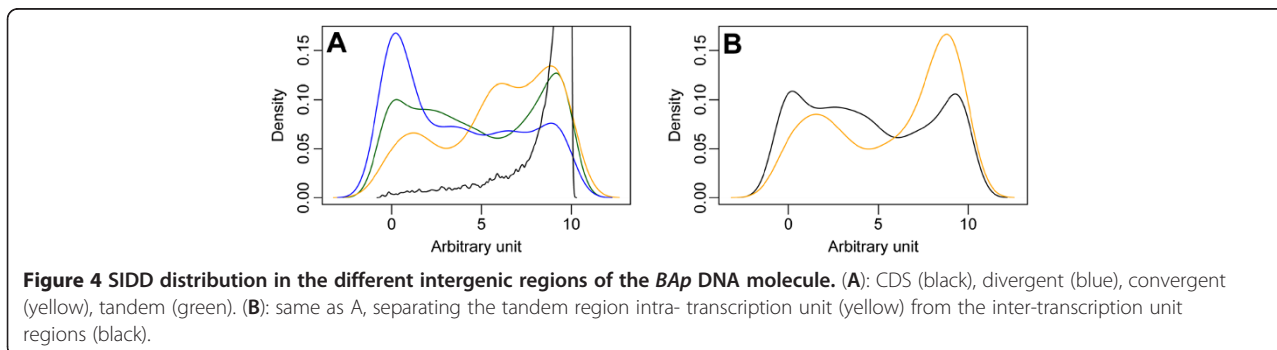 A
B
Density
0.00 0.05 0.10 0.15
0 5 10
Arbitrary unit
Density
0.00 0.05 0.10 0.15
0 5 10
Arbitrary unit
Figure 4 SIDD distribution in the different intergenic regions of the BAp DNA molecule. (A): CDS (black), divergent (blue), convergent
(yellow), tandem (green). (B): same as A, separating the tandem region intra- transcription unit (yellow) from the inter-transcription unit
regions (black).